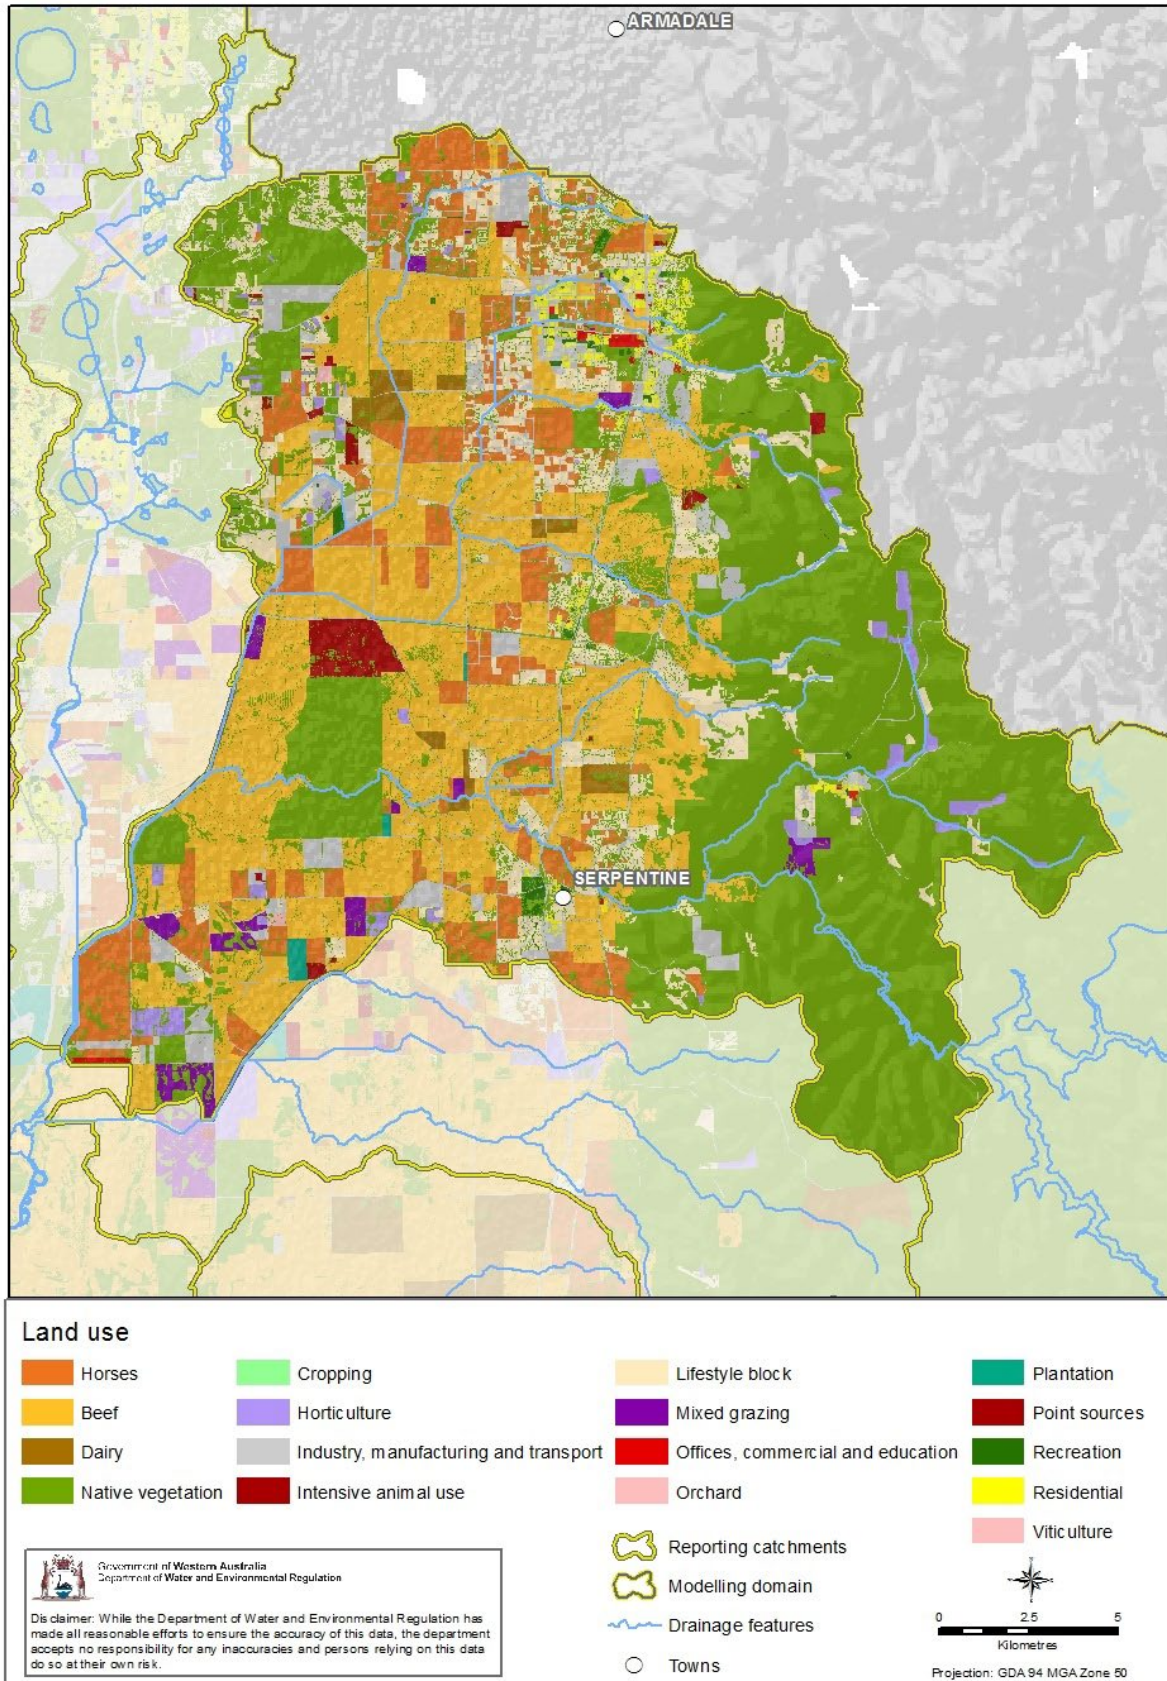 ARMADALE
SERPENTINE
Land use
Horses
Beef
Dairy
Native vegetation
Cropping
Horticulture
Industry, manufacturing and transport
Intensive animal use
Lifestyle block
Mixed grazing
Offices, commercial and education
Orchard
Plantation
Point sources
Recreation
Residential
Viticulture
Reporting catchments
Modelling domain
Drainage features
Towns
Government of Western Australia
Department of Water and Environmental Regulation
Disclaimer: While the Department of Water and Environmental Regulation has
made all reasonable efforts to ensure the accuracy of this data, the department
accepts no responsibility for any inaccuracies and persons relying on this data
do so at their own risk.
0 2.5 5
Kilometres
Projection: GDA 94 MGA Zone 50